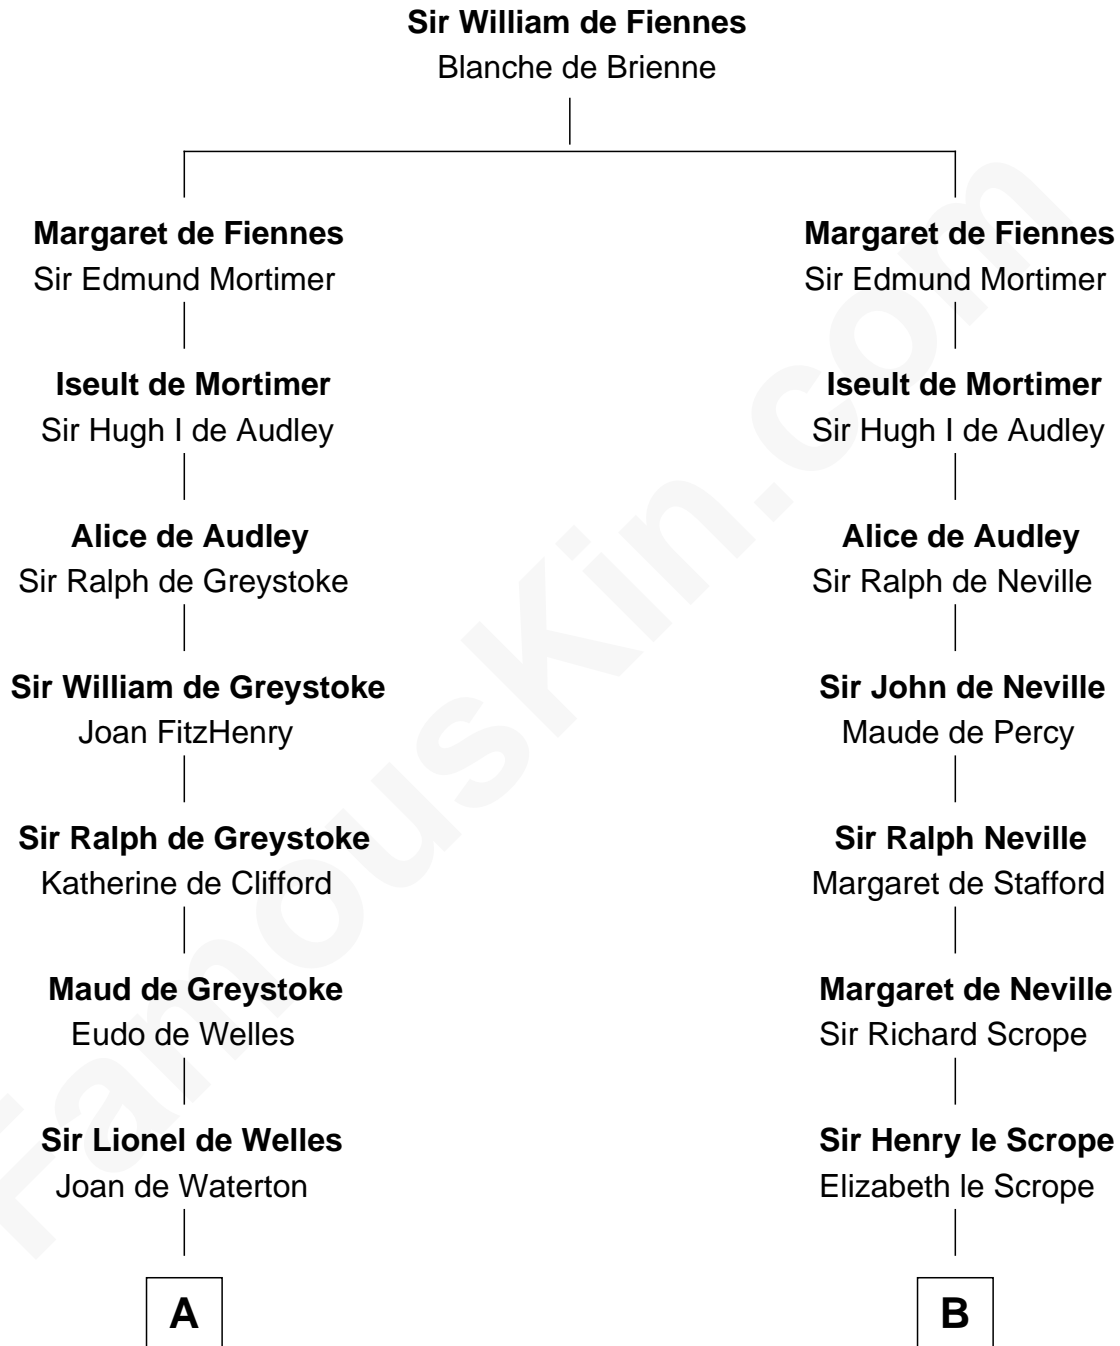 Sir William de Fiennes
Blanche de Brienne
Margaret de Fiennes
Sir Edmund Mortimer
Margaret de Fiennes
Sir Edmund Mortimer
Iseult de Mortimer
Sir Hugh I de Audley
Iseult de Mortimer
Sir Hugh I de Audley
Alice de Audley
Sir Ralph de Greystoke
Alice de Audley
Sir Ralph de Neville
Sir William de Greystoke
Joan FitzHenry
Sir John de Neville
Maude de Percy
Sir Ralph de Greystoke
Katherine de Clifford
Sir Ralph Neville
Margaret de Stafford
Maud de Greystoke
Eudo de Welles
Margaret de Neville
Sir Richard Scrope
Sir Lionel de Welles
Joan de Waterton
Sir Henry le Scrope
Elizabeth le Scrope
A
B
FamousKin.com